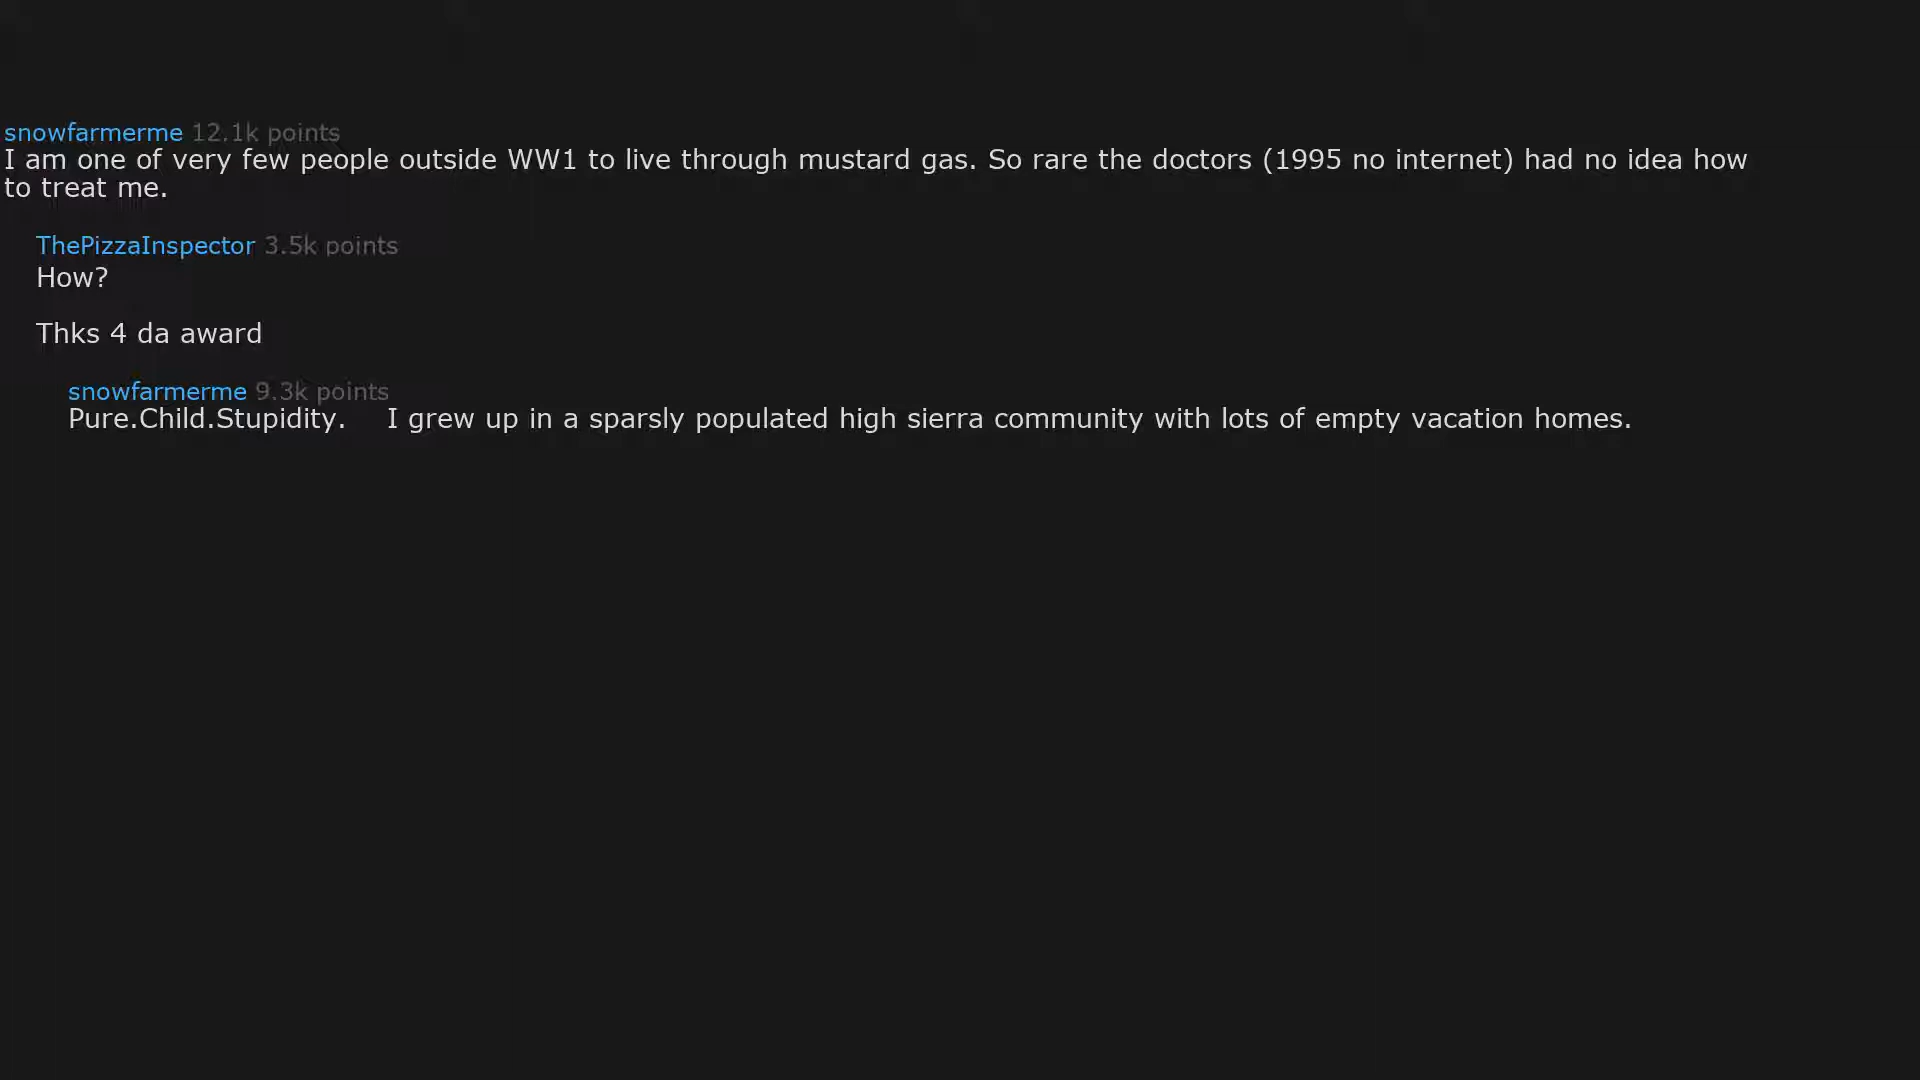 snowfarmerme 12.1k points
I am one of very few people outside WW1 to live through mustard gas. So rare the doctors (1995 no internet) had no idea how
to treat me.
ThePizzaInspector 3.5k points
How?
Thks 4 da award
snowfarmerme 9.3k points
Pure.Child.Stupidity. I grew up in a sparsly populated high sierra community with lots of empty vacation homes.